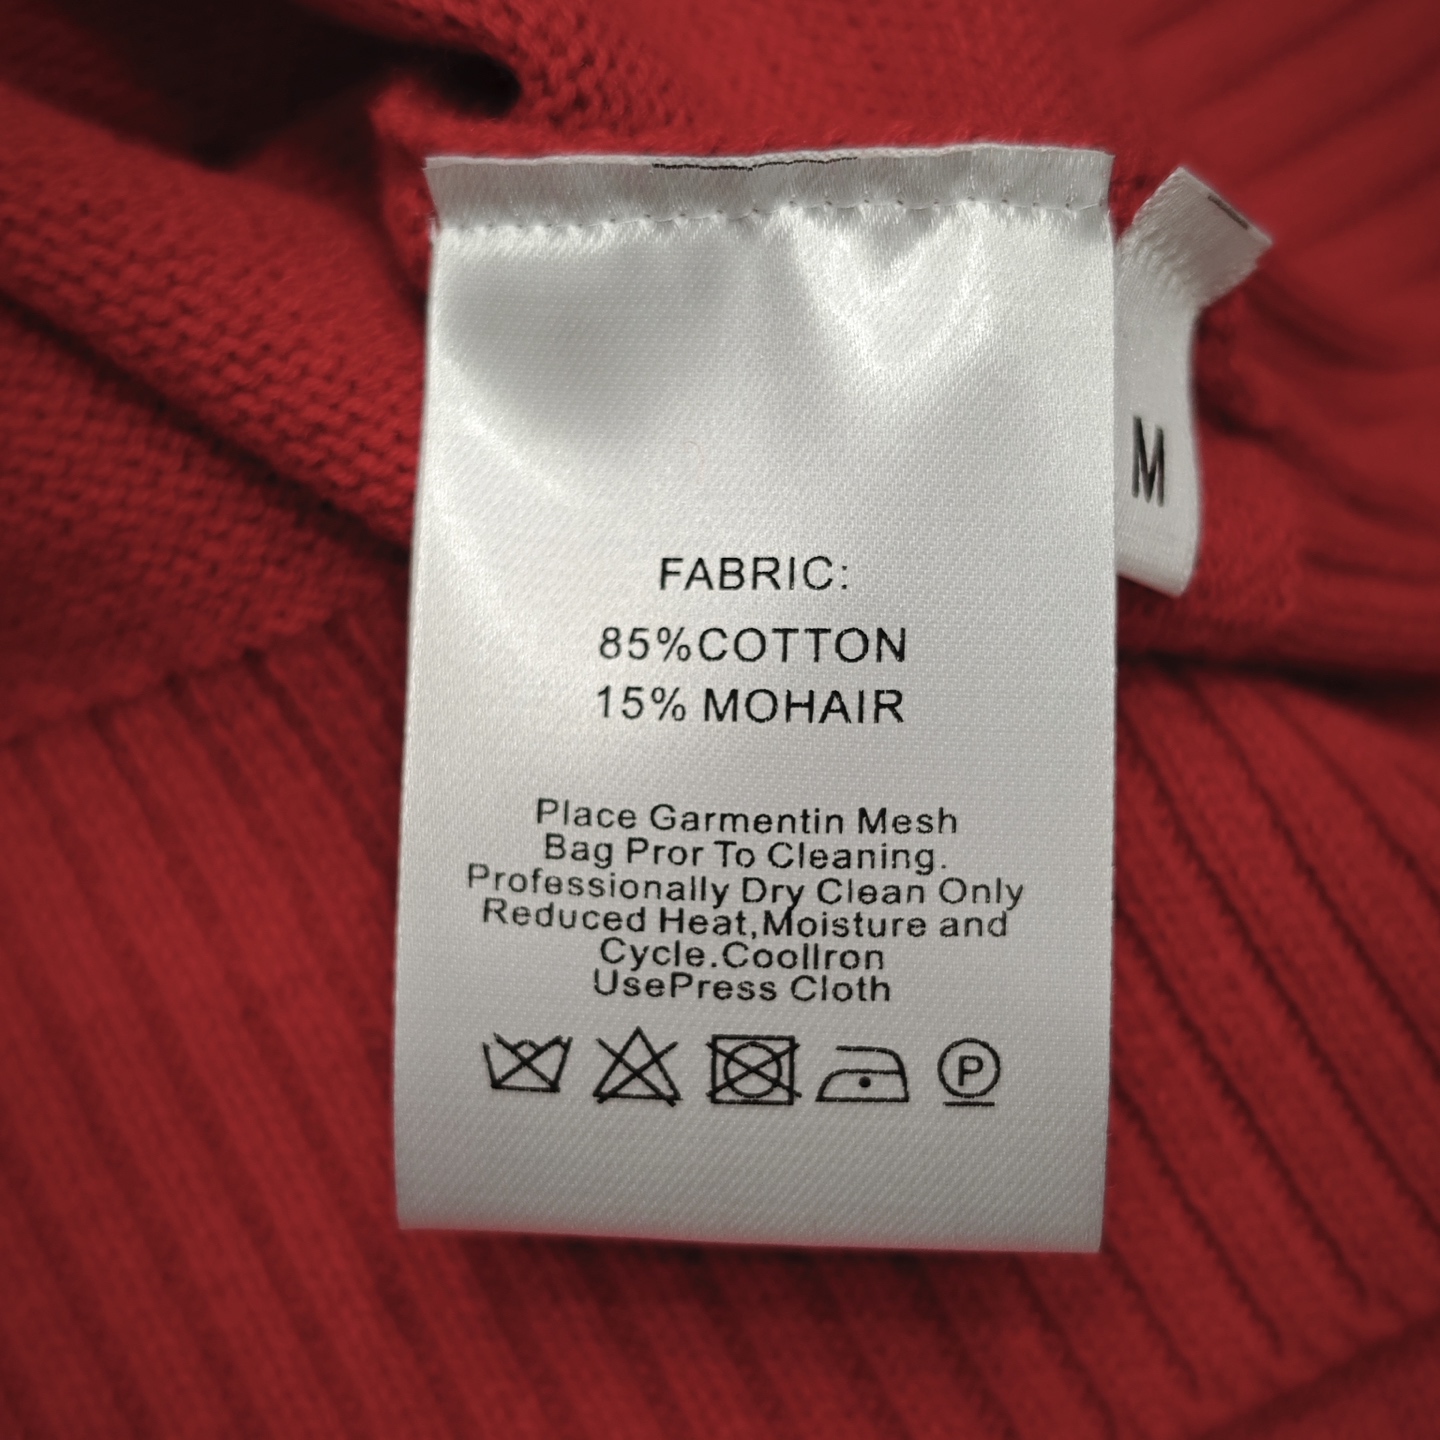 M
FABRIC:
85%COTTON
15% MOHAIR
Place Garmentin Mesh
Bag Pror To Cleaning.
Professionally Dry Clean Only
Reduced Heat,Moisture and
Cycle.CoolIron
UsePress Cloth
P